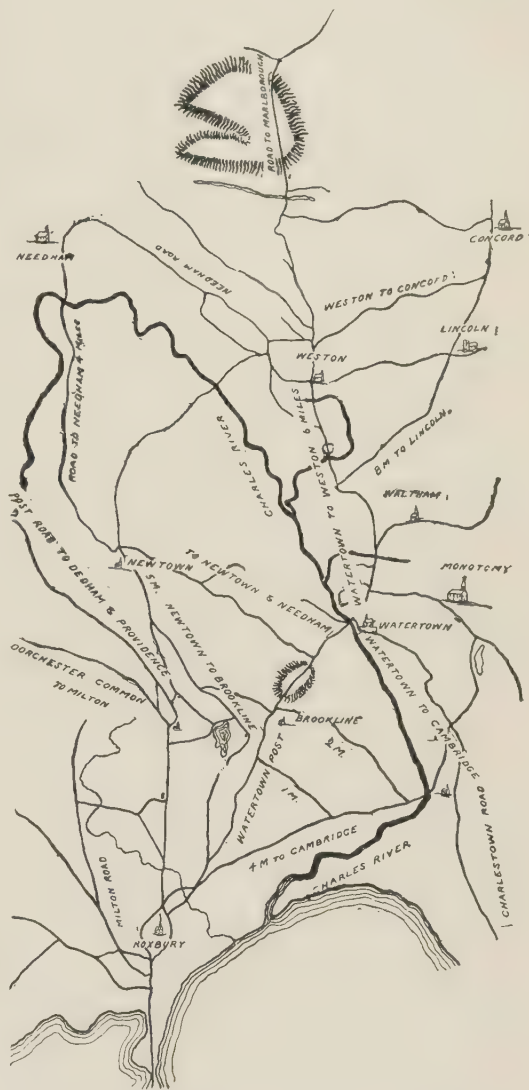 ROAD TO MARLBOROUGH
NEEDHAM
NEEDHAM ROAD
CONCORD
WESTON TO CONCORD:
LINCOLN
WESTON
ROAD TO NEEDHAM 4 MILES
CHARLES RIVER
WATERTOWN TO WESTON 6 MILES
8M TO LINCOLN.
WALTHAM:
POST ROAD TO DEDHAM & PROVIDENCE
NEWTOWN
TO NEWTOWN & NEEDHAM
MONOTOMY
WATERTOWN
5M. NEWTOWN TO BROOKLINE
WATERTOWN TO CAMBRIDGE
DORCHESTER COMMON
TO MILTON
BROOKLINE
2 M.
WATERTOWN POST
1 M.
4 M TO CAMBRIDGE
CHARLES RIVER
CHARLESTOWN ROAD
MILTON ROAD
ROXBURY